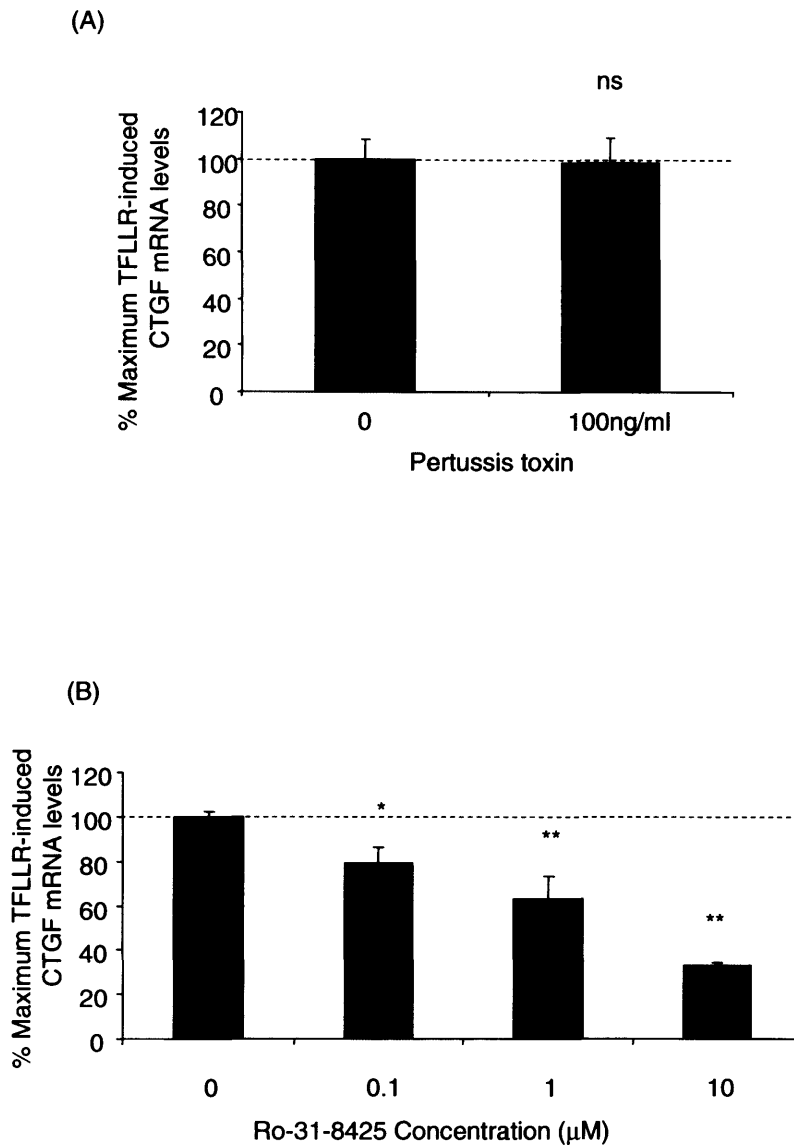 (A)
ns
% Maximum TFLLR-induced
CTGF mRNA levels
120
100
80
60
40
20
0
0 100ng/ml
Pertussis toxin
(B)
% Maximum TFLLR-induced
CTGF mRNA levels
120
100
80
60
40
20
0
*
**
**
0 0.1 1 10
Ro-31-8425 Concentration (μM)